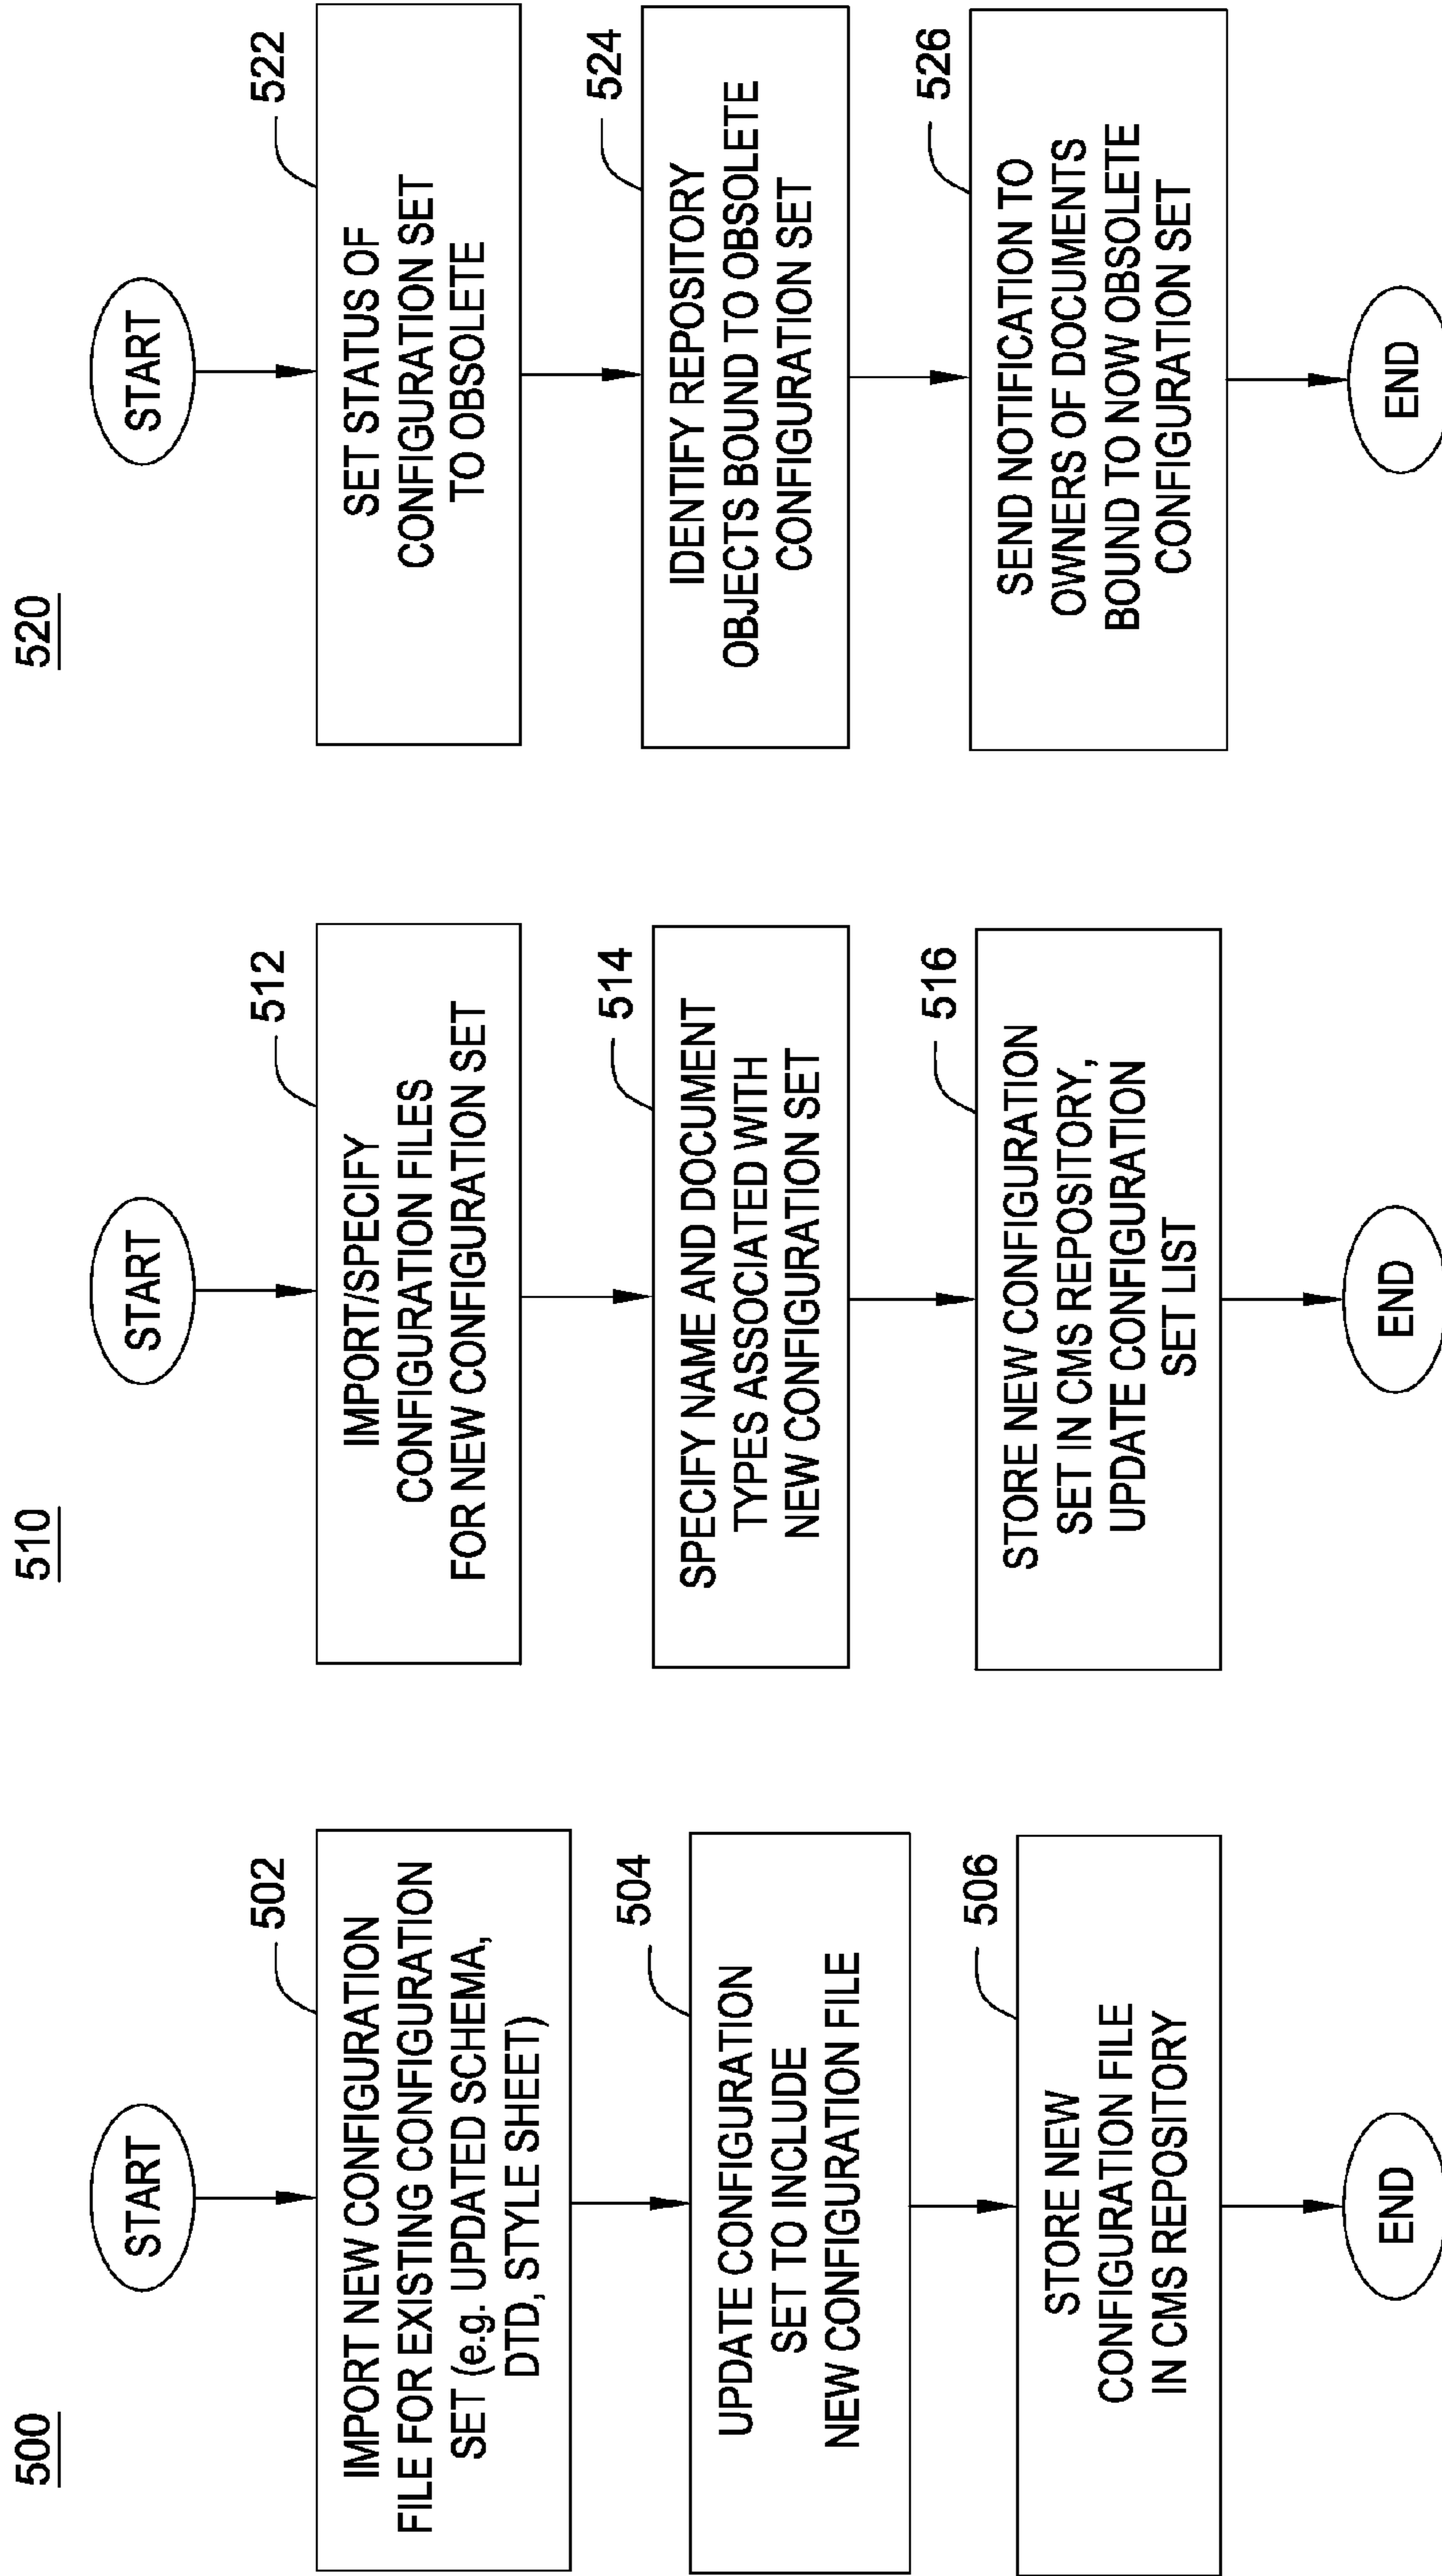 500
START
502
IMPORT NEW CONFIGURATION
FILE FOR EXISTING CONFIGURATION
SET (e.g. UPDATED SCHEMA,
DTD, STYLE SHEET)
504
UPDATE CONFIGURATION
SET TO INCLUDE
NEW CONFIGURATION FILE
506
STORE NEW
CONFIGURATION FILE
IN CMS REPOSITORY
END
510
START
512
IMPORT/SPECIFY
CONFIGURATION FILES
FOR NEW CONFIGURATION SET
514
SPECIFY NAME AND DOCUMENT
TYPES ASSOCIATED WITH
NEW CONFIGURATION SET
516
STORE NEW CONFIGURATION
SET IN CMS REPOSITORY,
UPDATE CONFIGURATION
SET LIST
END
520
START
522
SET STATUS OF
CONFIGURATION SET
TO OBSOLETE
524
IDENTIFY REPOSITORY
OBJECTS BOUND TO OBSOLETE
CONFIGURATION SET
526
SEND NOTIFICATION TO
OWNERS OF DOCUMENTS
BOUND TO NOW OBSOLETE
CONFIGURATION SET
END